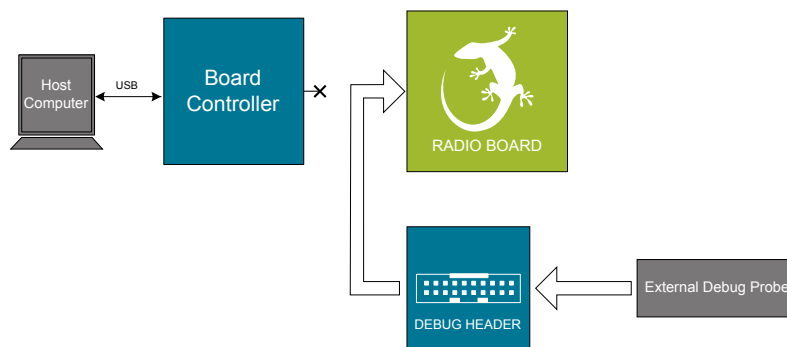 Host
Computer
USB
Board
Controller
RADIO BOARD
DEBUG HEADER
External Debug Probe